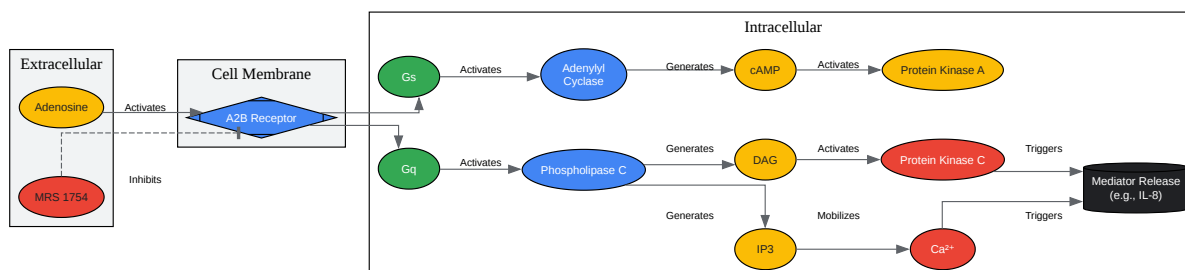 Intracellular
Extracellular
Cell Membrane
Gs
Activates
Adenylyl
Cyclase
Generates
cAMP
Activates
Protein Kinase A
Adenosine
Activates
A2B Receptor
Gq
Activates
Phospholipase C
Generates
DAG
Activates
Protein Kinase C
Triggers
Mediator Release
(e.g., IL-8)
MRS 1754
Inhibits
Generates
IP3
Mobilizes
Ca²⁺
Triggers